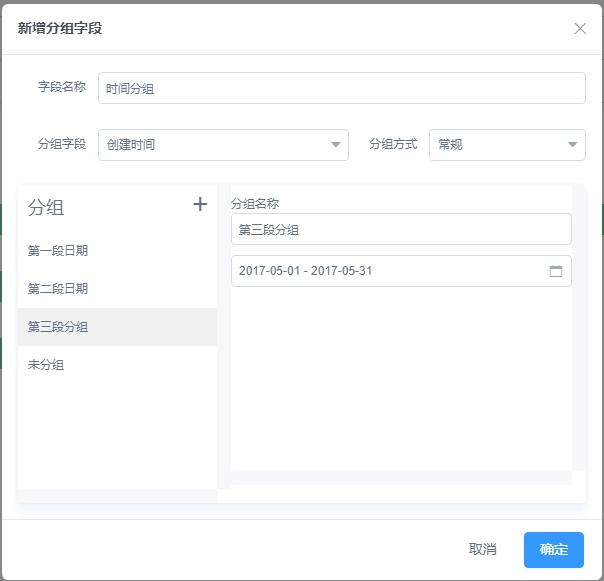 新增分组字段
字段名称 时间分组
分组字段 创建时间 分组方式 常规
分组
第一段日期
第二段日期
第三段分组
未分组
分组名称
第三段分组
2017-05-01 - 2017-05-31
取消 确定